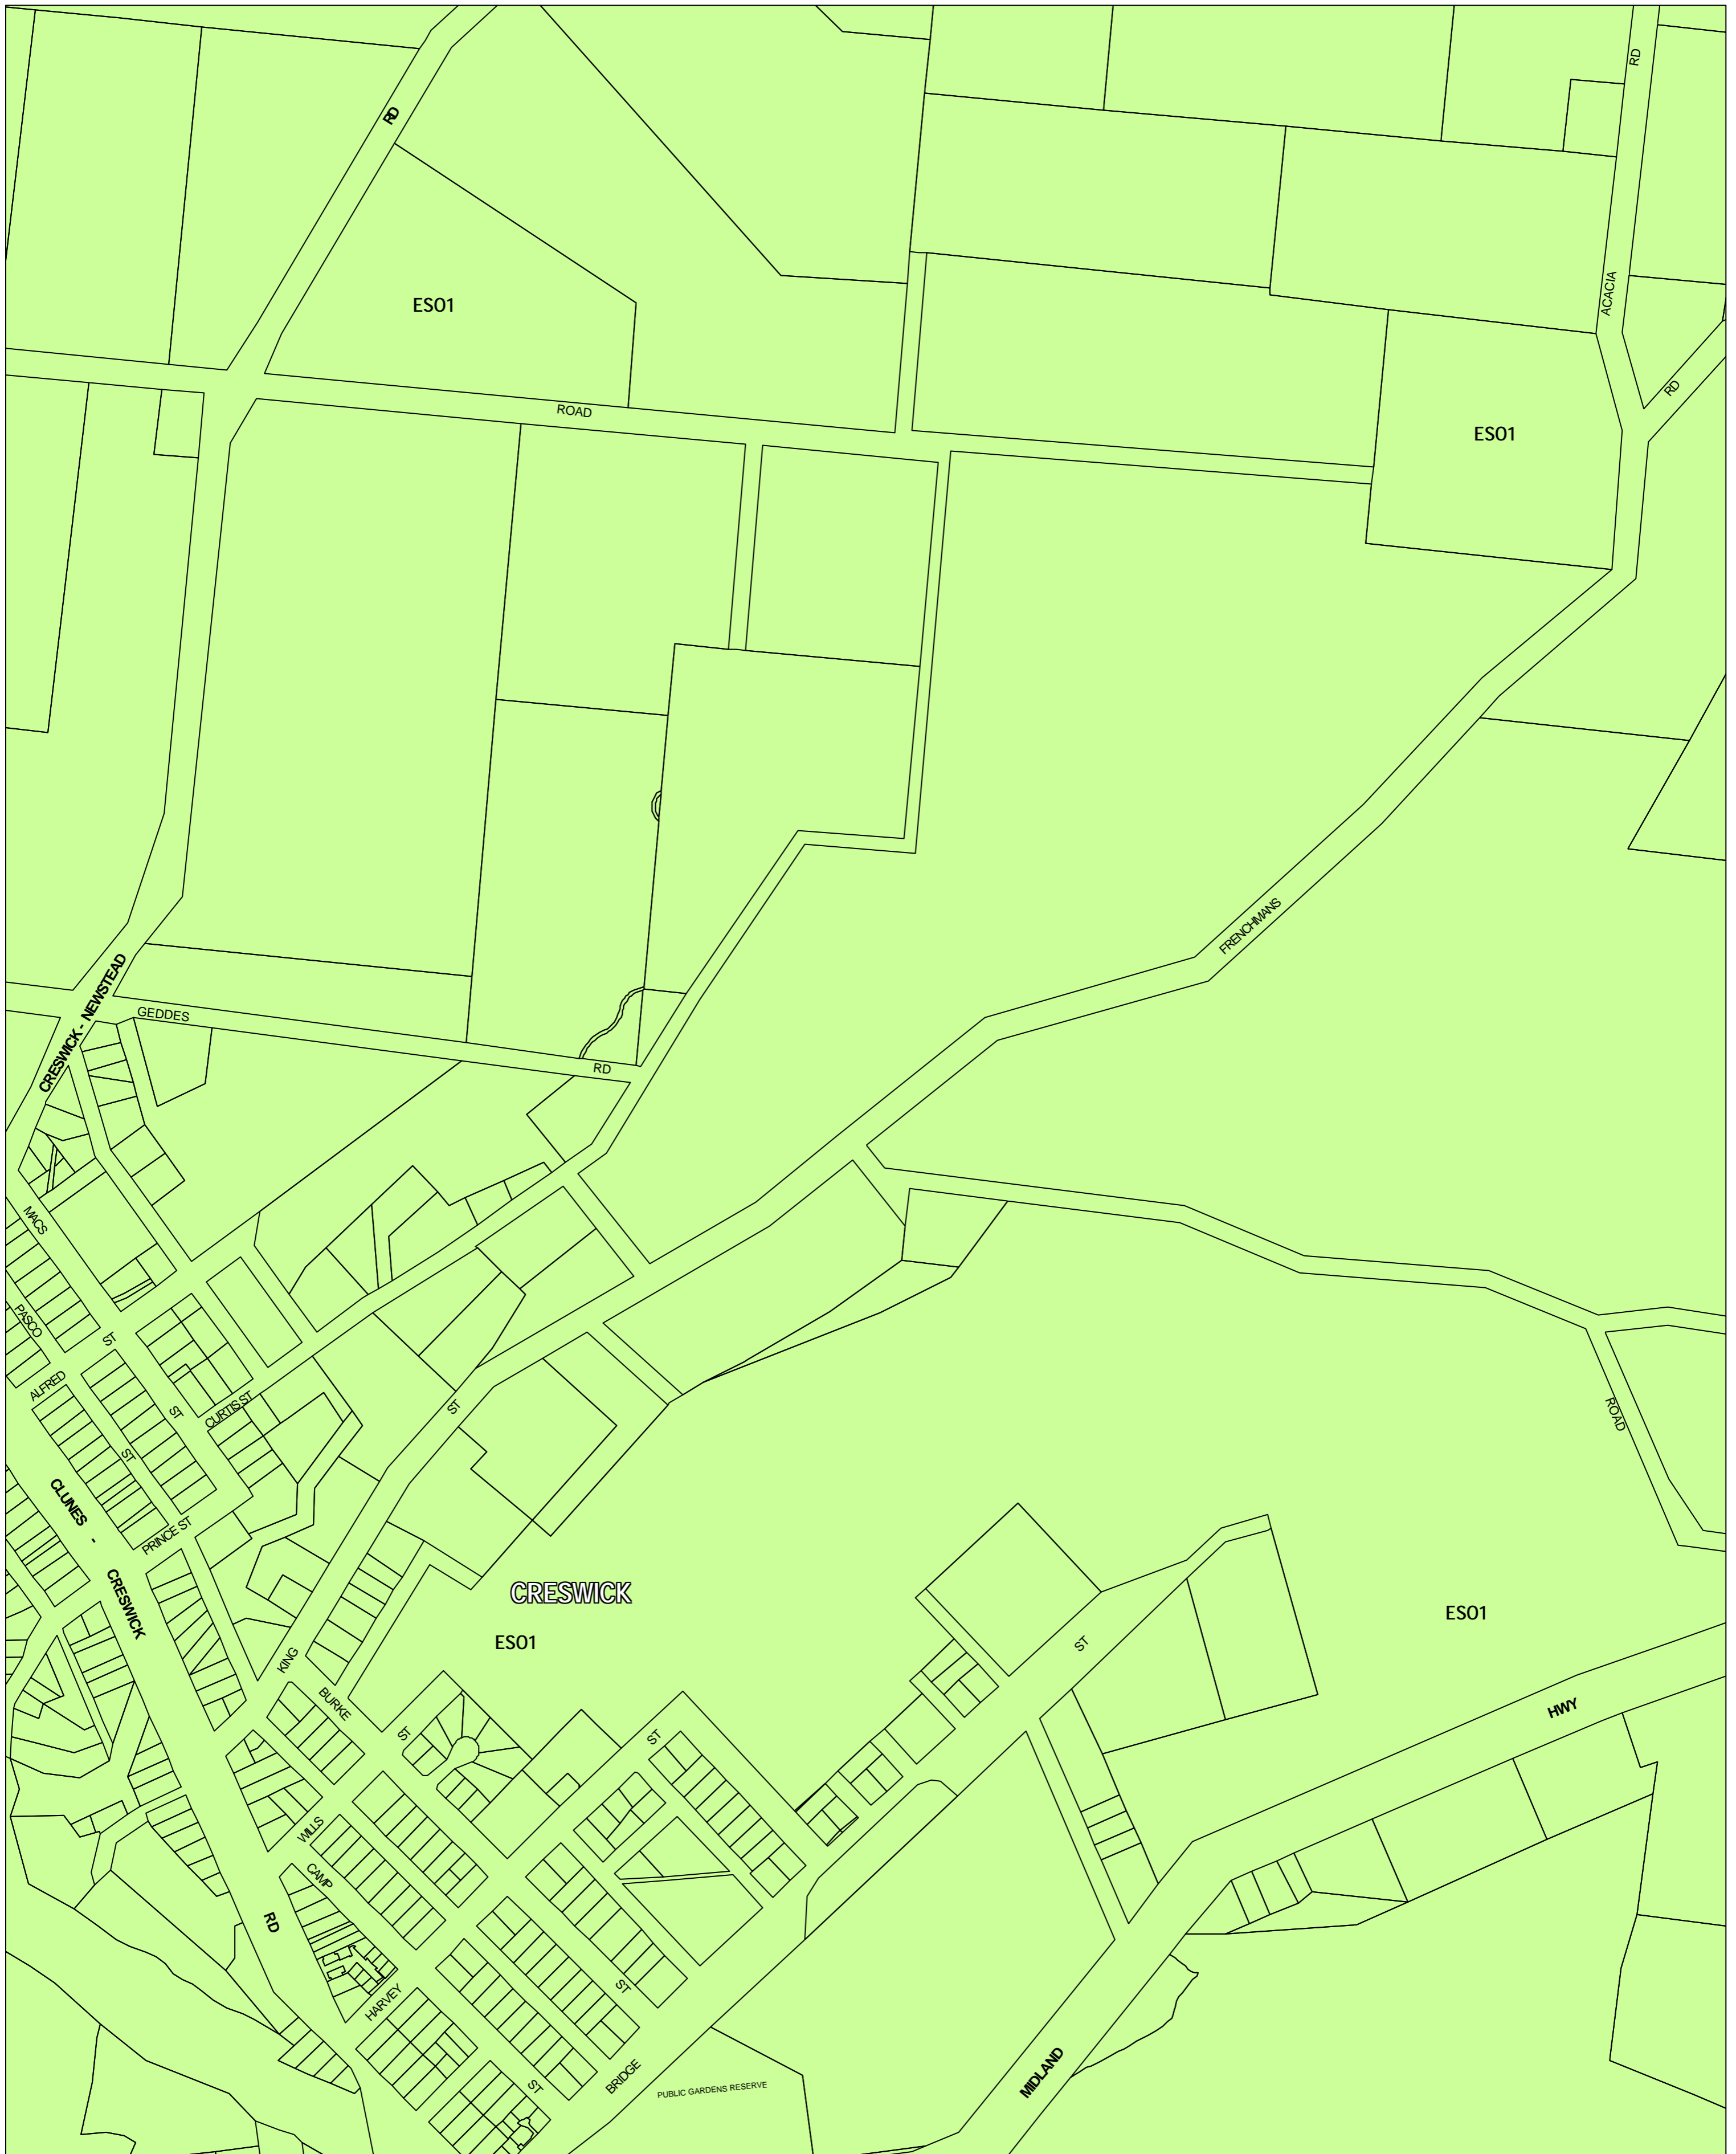 RD
RD
ES01
ACACIA
RD
ROAD
ES01
FRENCHMANS
CRESWICK - NEWSTEAD
GEDDES
RD
MACS
PASCO
ST
ALFRED
CURTIS ST
ST
ST
ST
ROAD
CLUNES - CRESWICK
PRINCE ST
CRESWICK
ES01
ES01
KING
ST
BURKE
ST
ST
HWY
WILLS
CAMP
RD
HARVEY
ST
ST
BRIDGE
MIDLAND
PUBLIC GARDENS RESERVE